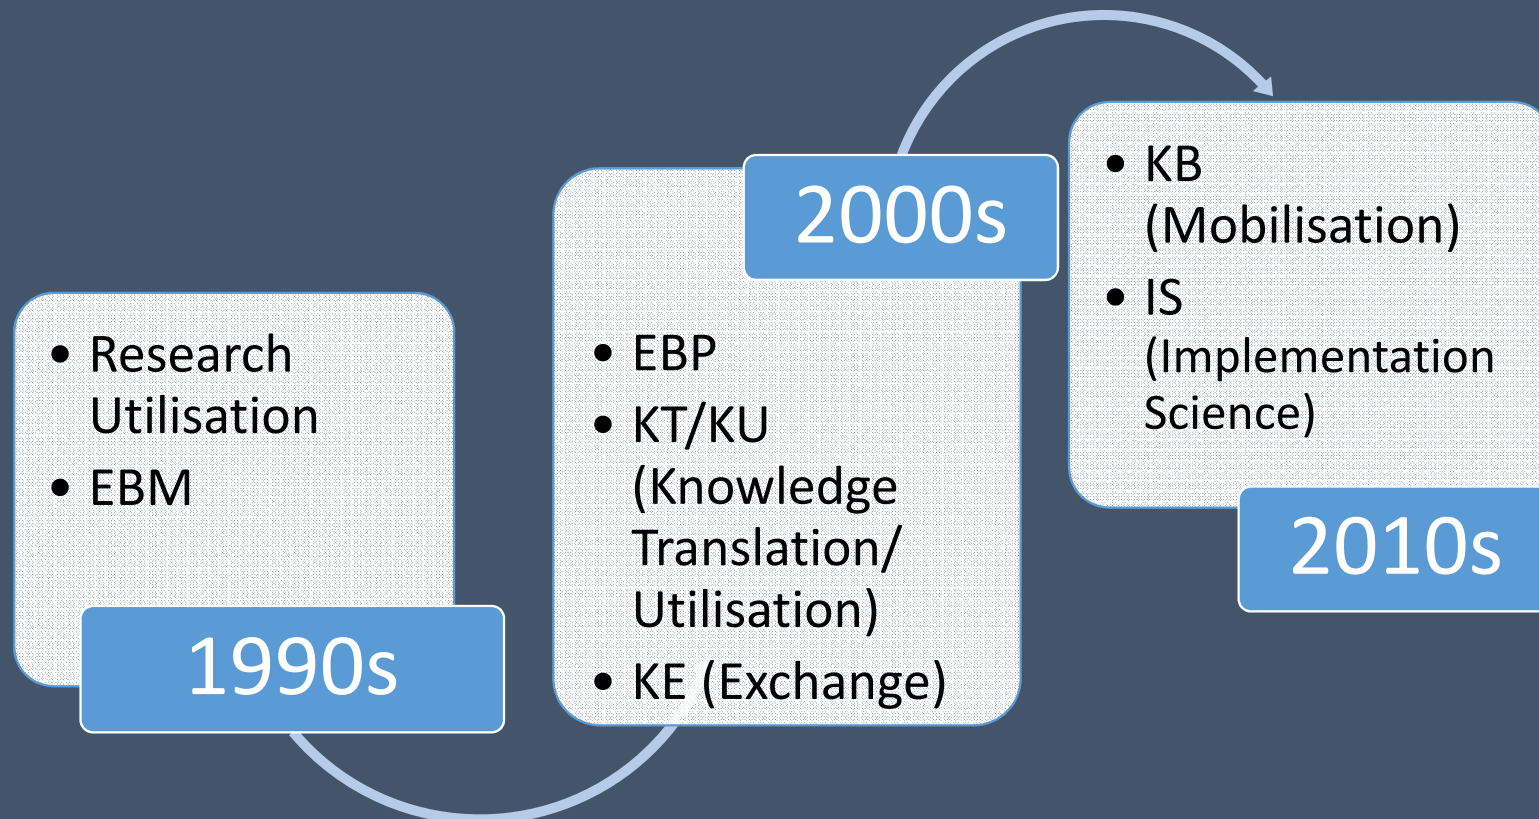 • Research
Utilisation
• EBM
1990s
2000s
• EBP
• KT/KU
(Knowledge
Translation/
Utilisation)
• KE (Exchange)
• KB
(Mobilisation)
• IS
(Implementation
Science)
2010s